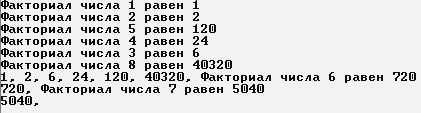 Факториал числа 1 равен 1
Факториал числа 2 равен 2
Факториал числа 5 равен 120
Факториал числа 4 равен 24
Факториал числа 3 равен 6
Факториал числа 8 равен 40320
1, 2, 6, 24, 120, 40320, Факториал числа 6 равен 720
720, Факториал числа 7 равен 5040
5040,